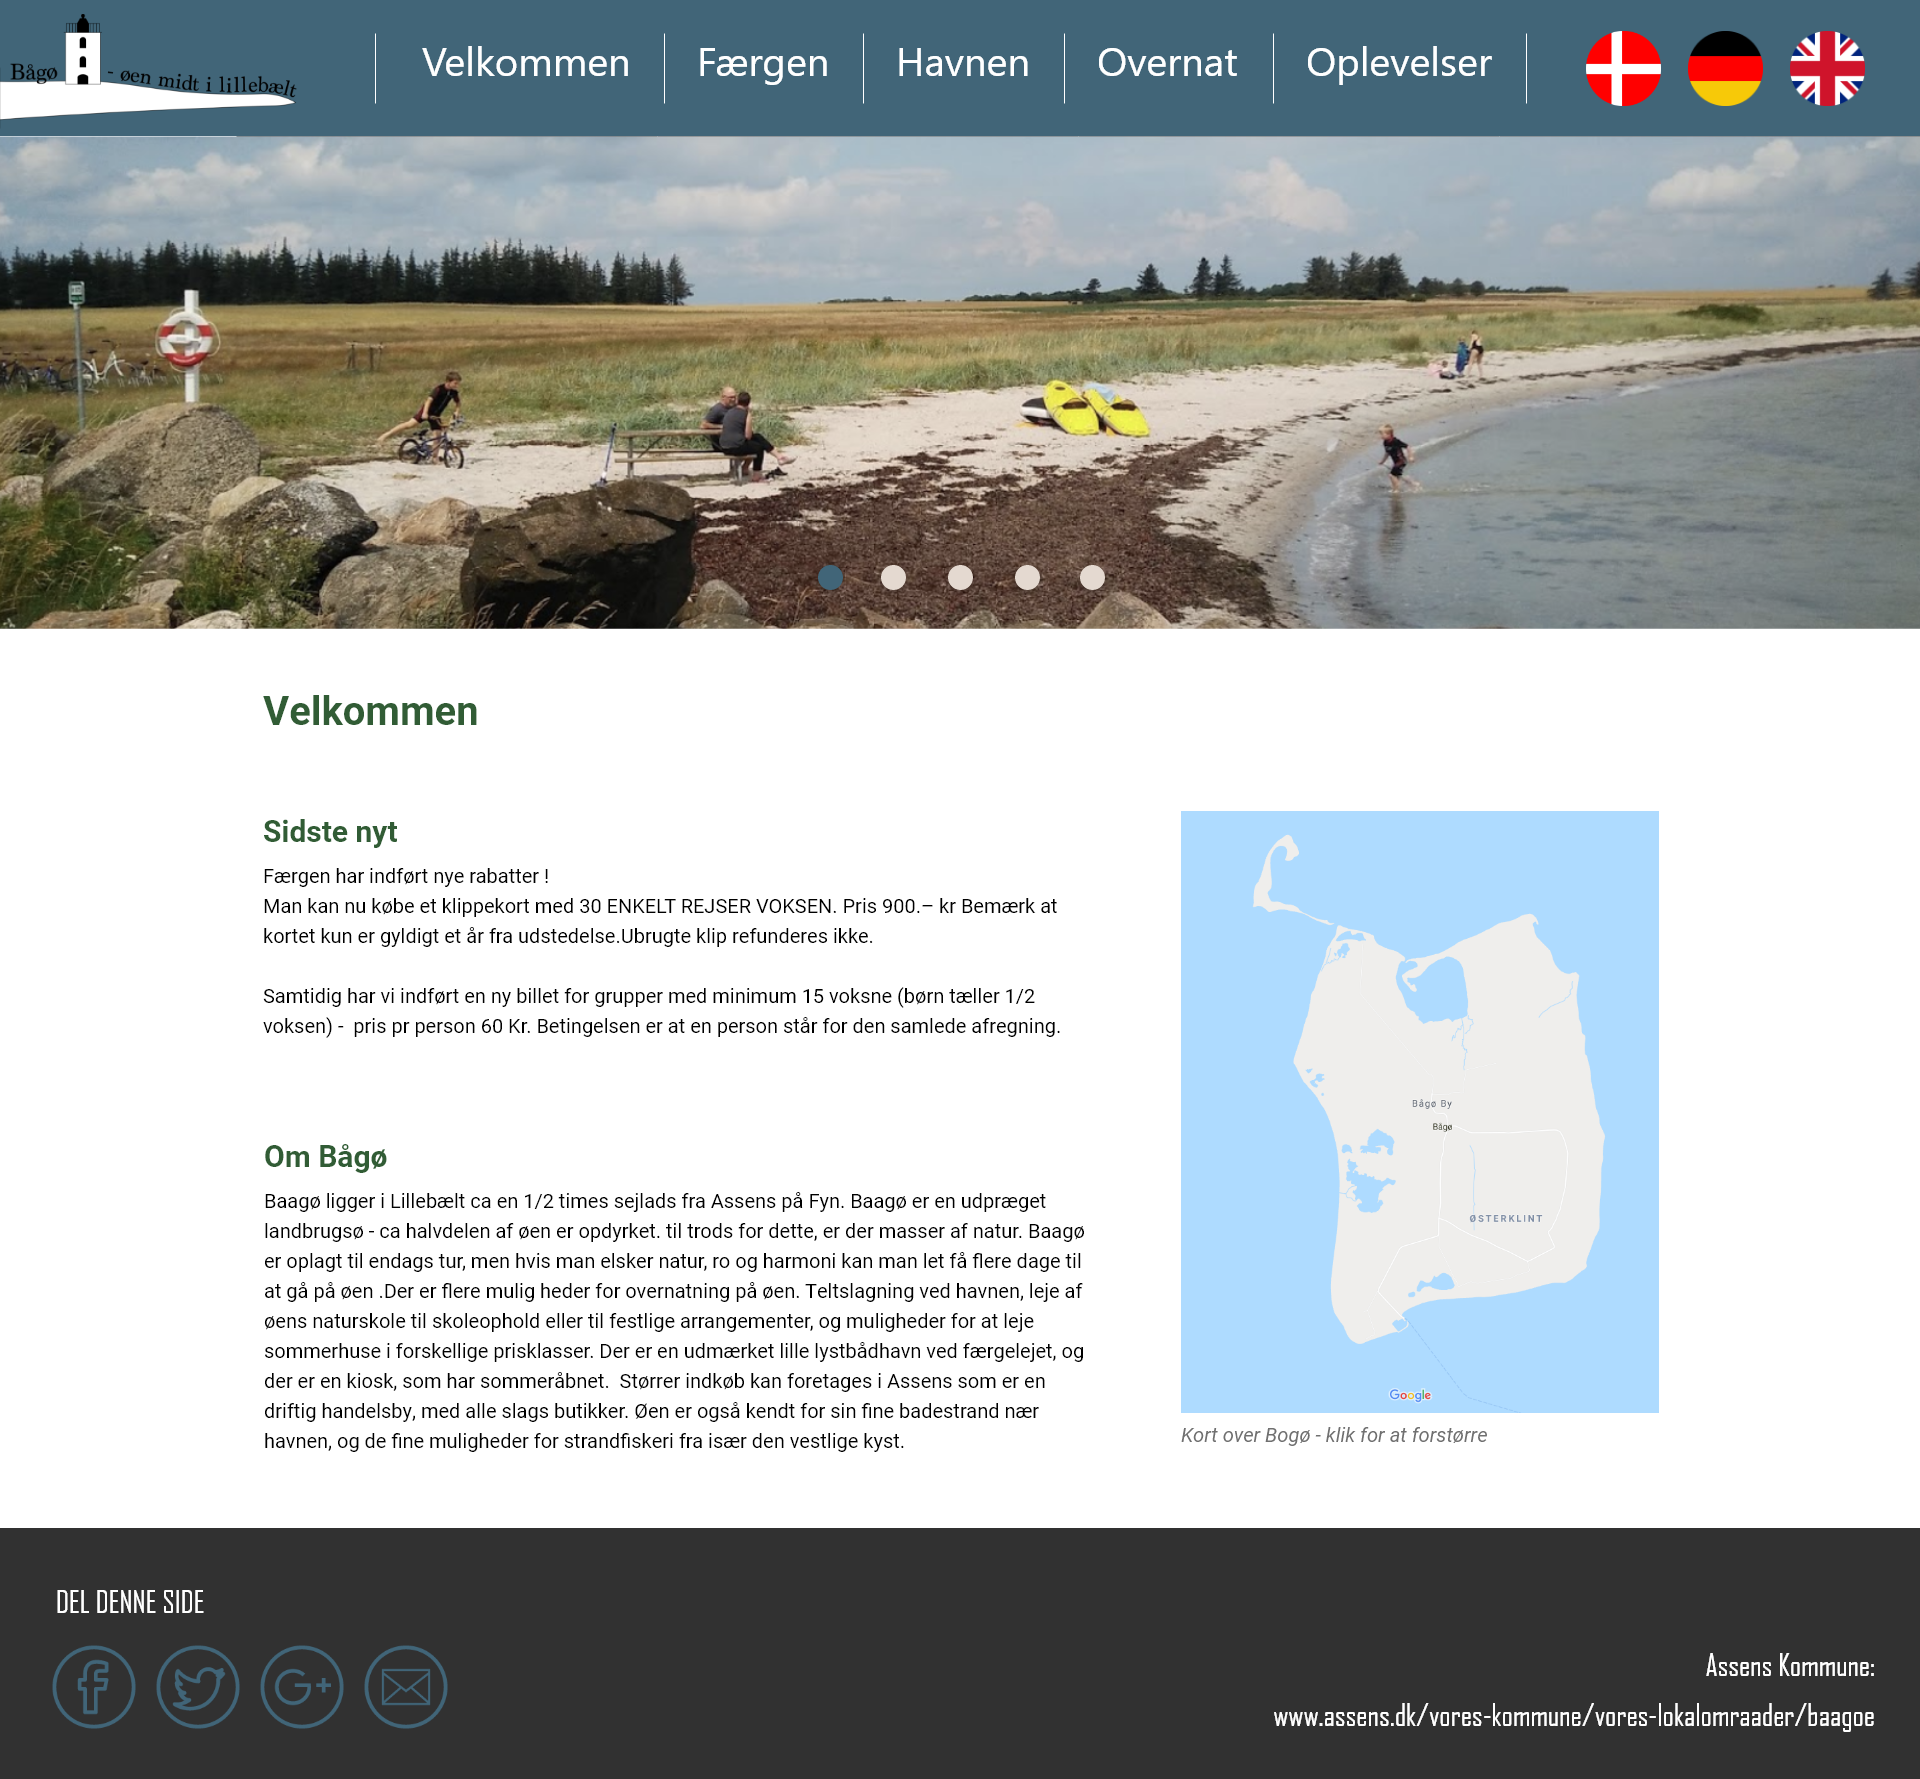 Bågø - øen midt i lillebælt
Velkommen
Færgen
Havnen
Overnat
Oplevelser
Velkommen
Sidste nyt
Færgen har indført nye rabatter !
Man kan nu købe et klippekort med 30 ENKELT REJSER VOKSEN. Pris 900.– kr Bemærk at
kortet kun er gyldigt et år fra udstedelse.Ubrugte klip refunderes ikke.
Samtidig har vi indført en ny billet for grupper med minimum 15 voksne (børn tæller 1/2
voksen) -  pris pr person 60 Kr. Betingelsen er at en person står for den samlede afregning.
Om Bågø
Baagø ligger i Lillebælt ca en 1/2 times sejlads fra Assens på Fyn. Baagø er en udpræget
landbrugsø - ca halvdelen af øen er opdyrket. til trods for dette, er der masser af natur. Baagø
er oplagt til endags tur, men hvis man elsker natur, ro og harmoni kan man let få flere dage til
at gå på øen .Der er flere mulig heder for overnatning på øen. Teltslagning ved havnen, leje af
øens naturskole til skoleophold eller til festlige arrangementer, og muligheder for at leje
sommerhuse i forskellige prisklasser. Der er en udmærket lille lystbådhavn ved færgelejet, og
der er en kiosk, som har sommeråbnet.  Større indkøb kan foretages i Assens som er en
driftig handelsby, med alle slags butikker. Øen er også kendt for sin fine badestrand nær
havnen, og de fine muligheder for strandfiskeri fra især den vestlige kyst.
Bågø By
Bågø
ØSTERKLINT
Google
Kort over Bogø - klik for at forstørre
DEL DENNE SIDE
Assens Kommune:
www.assens.dk/vores-kommune/vores-lokalomraader/baagoe